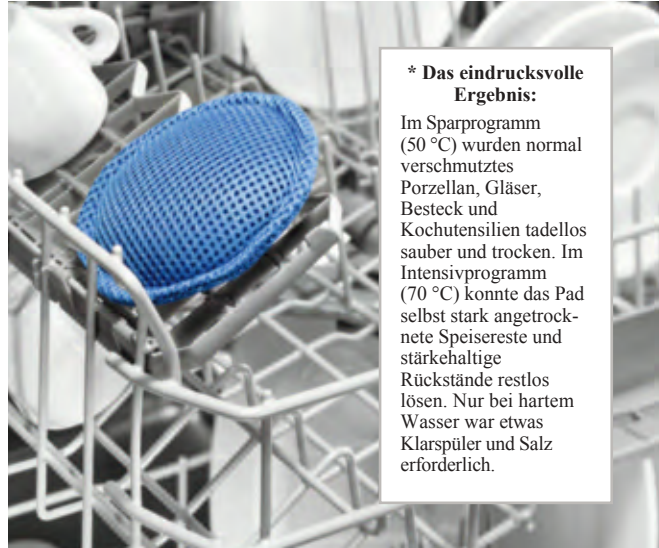 * Das eindrucksvolle
Ergebnis:
Im Sparprogramm
(50 °C) wurden normal
verschmutztes
Porzellan, Gläser,
Besteck und
Kochutensilien tadellos
sauber und trocken. Im
Intensivprogramm
(70 °C) konnte das Pad
selbst stark angetrock-
nete Speisereste und
stärkehaltige
Rückstände restlos
lösen. Nur bei hartem
Wasser war etwas
Klarspüler und Salz
erforderlich.